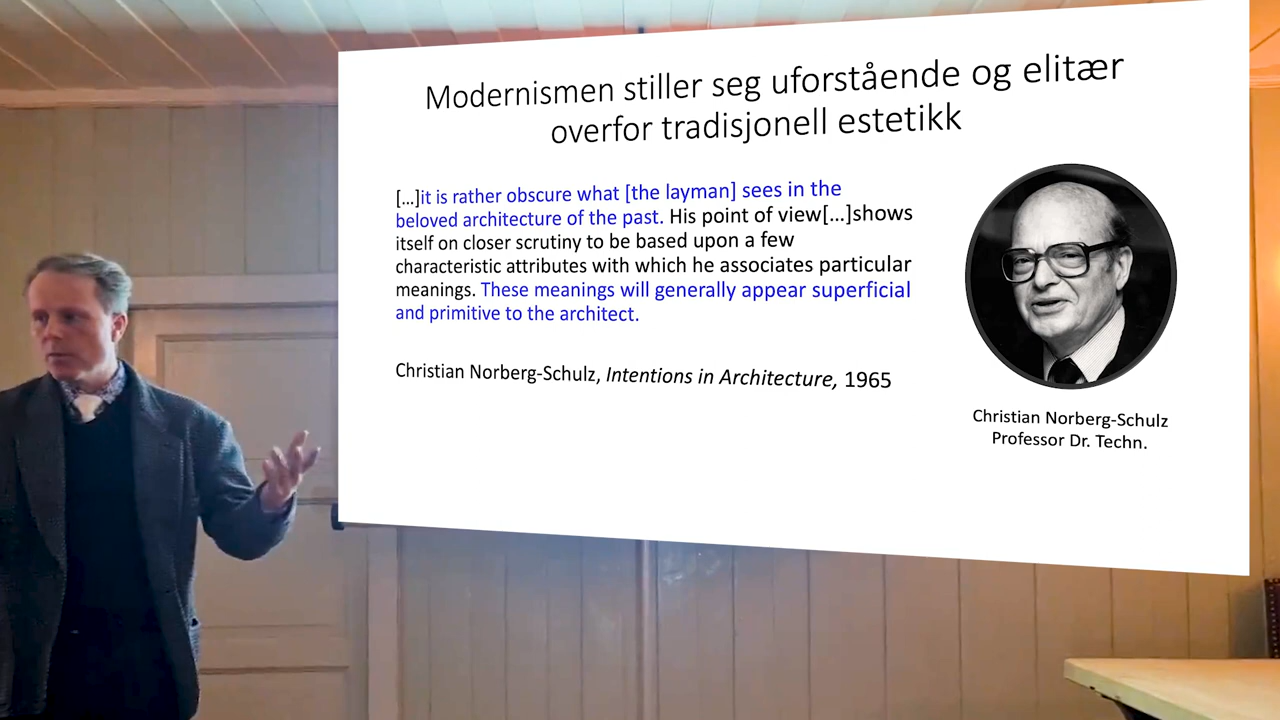 Modernismen stiller seg uforstående og elitær
overfor tradisjonell estetikk
[...]it is rather obscure what [the layman] sees in the
beloved architecture of the past. His point of view[...]shows
itself on closer scrutiny to be based upon a few
characteristic attributes with which he associates particular
meanings. These meanings will generally appear superficial
and primitive to the architect.
Christian Norberg-Schulz, Intentions in Architecture, 1965
Christian Norberg-Schulz
Professor Dr. Techn.